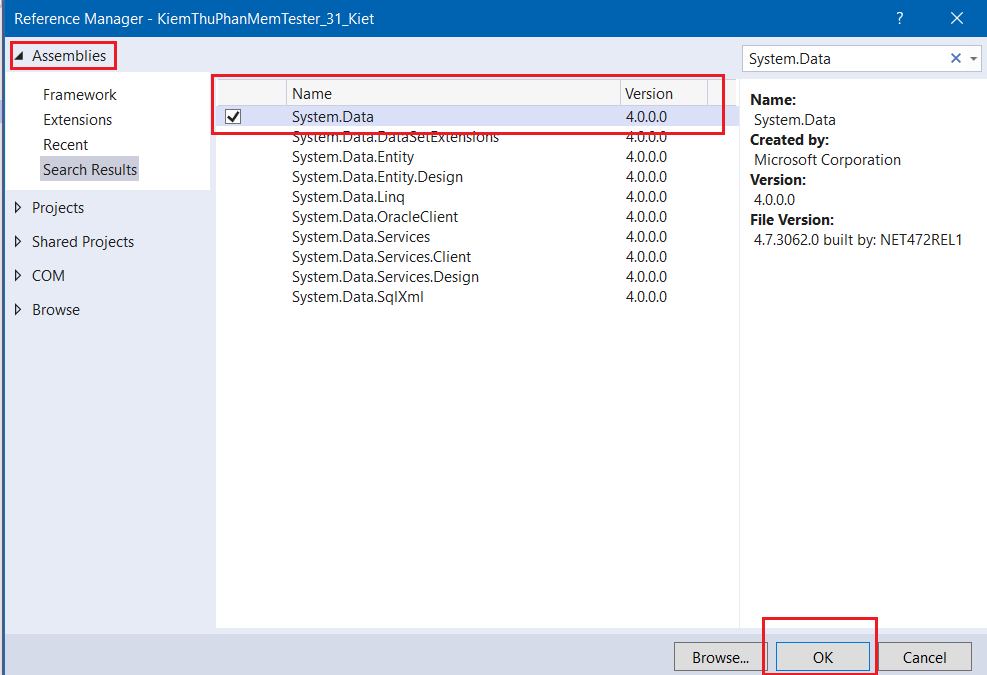 Reference Manager - KiemThuPhanMemTester_31_Kiet ?
Assemblies
Framework
Extensions
Recent
Search Results
Projects
Shared Projects
COM
Browse
Name Version
System.Data 4.0.0.0
System.Data.DataSetExtensions 4.0.0.0
System.Data.Entity 4.0.0.0
System.Data.Entity.Design 4.0.0.0
System.Data.Linq 4.0.0.0
System.Data.OracleClient 4.0.0.0
System.Data.Services 4.0.0.0
System.Data.Services.Client 4.0.0.0
System.Data.Services.Design 4.0.0.0
System.Data.SqlXml 4.0.0.0
System.Data
Name:
System.Data
Created by:
Microsoft Corporation
Version:
4.0.0.0
File Version:
4.7.3062.0 built by: NET472REL1
Browse... OK Cancel